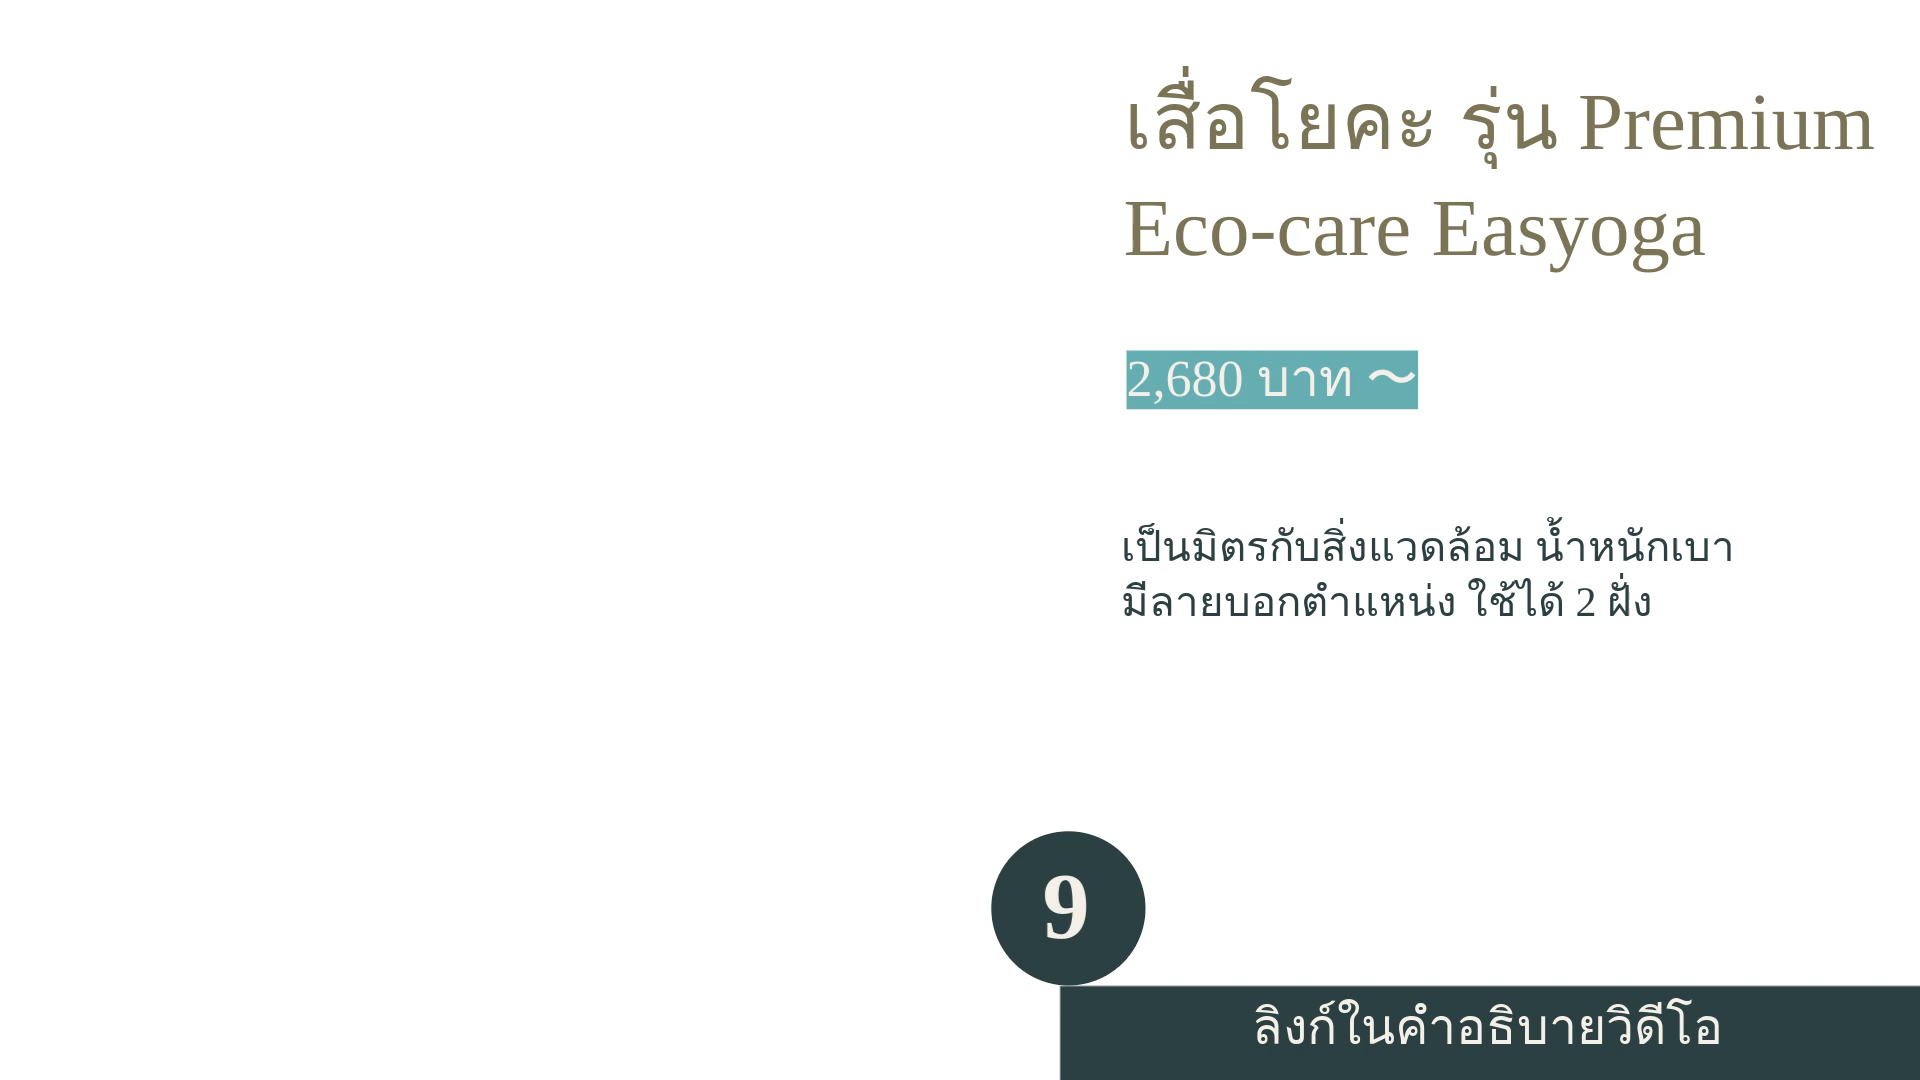 เสื่อโยคะ รุ่น Premium
Eco-care Easyoga
2,680 บาท ～
เป็นมิตรกับสิ่งแวดล้อม น้ำหนักเบา
มีลายบอกตำแหน่ง ใช้ได้ 2 ฝั่ง
9
ลิงก์ในคำอธิบายวิดีโอ